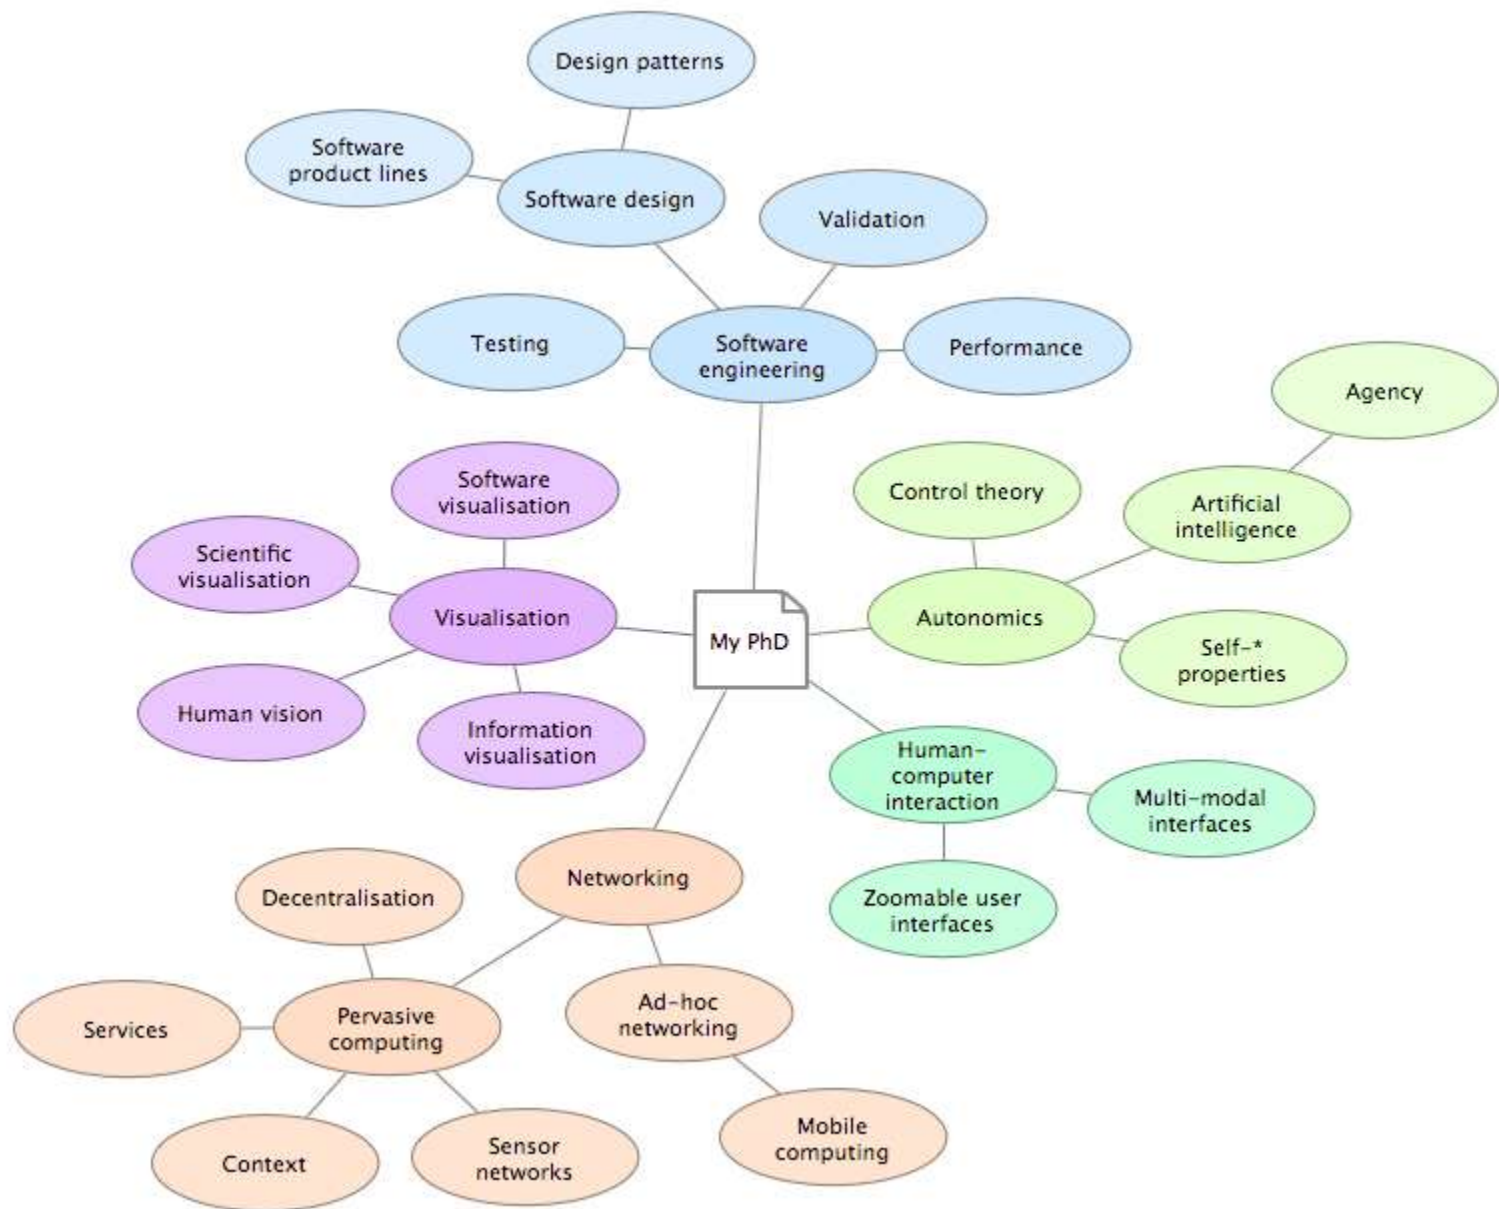 Design patterns
Software
product lines
Software design
Validation
Testing
Software
engineering
Performance
Agency
Software
visualisation
Control theory
Artificial
intelligence
Scientific
visualisation
Visualisation
My PhD
Autonomics
Self-*
properties
Human vision
Information
visualisation
Human-
computer
interaction
Multi-modal
interfaces
Networking
Zoomable user
interfaces
Decentralisation
Services
Pervasive
computing
Ad-hoc
networking
Context
Sensor
networks
Mobile
computing